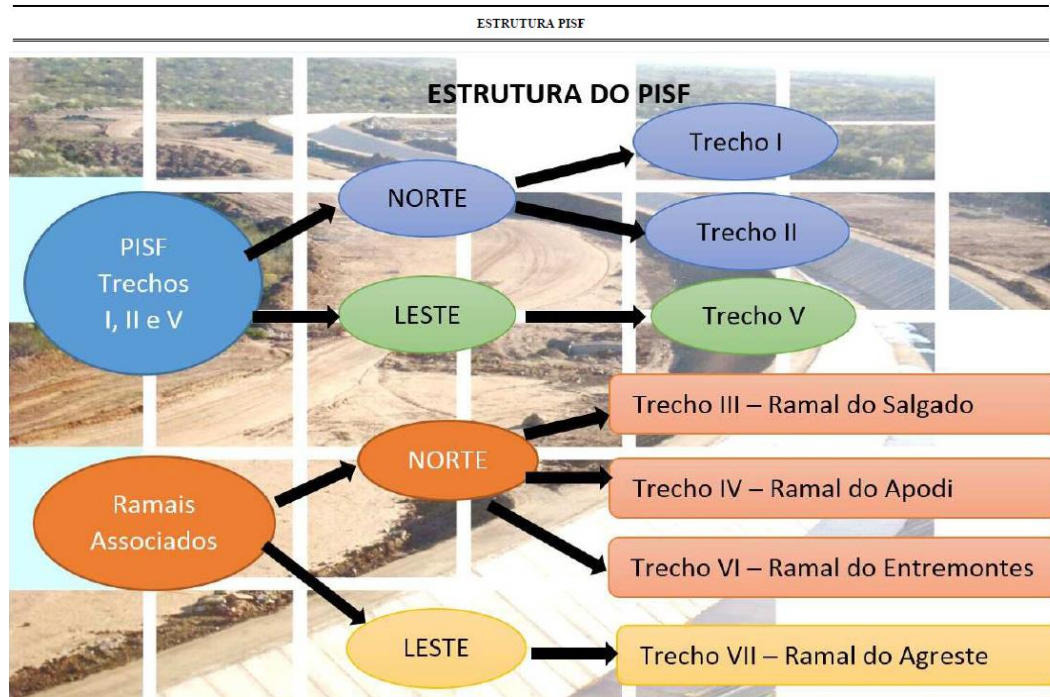 ESTRUTURA PISF
ESTRUTURA DO PISF
PISF
Trechos
I, II e V
NORTE
Trecho I
Trecho II
LESTE
Trecho V
Ramais
Associados
NORTE
Trecho III – Ramal do Salgado
Trecho IV – Ramal do Apodi
Trecho VI – Ramal do Entremontes
LESTE
Trecho VII – Ramal do Agreste